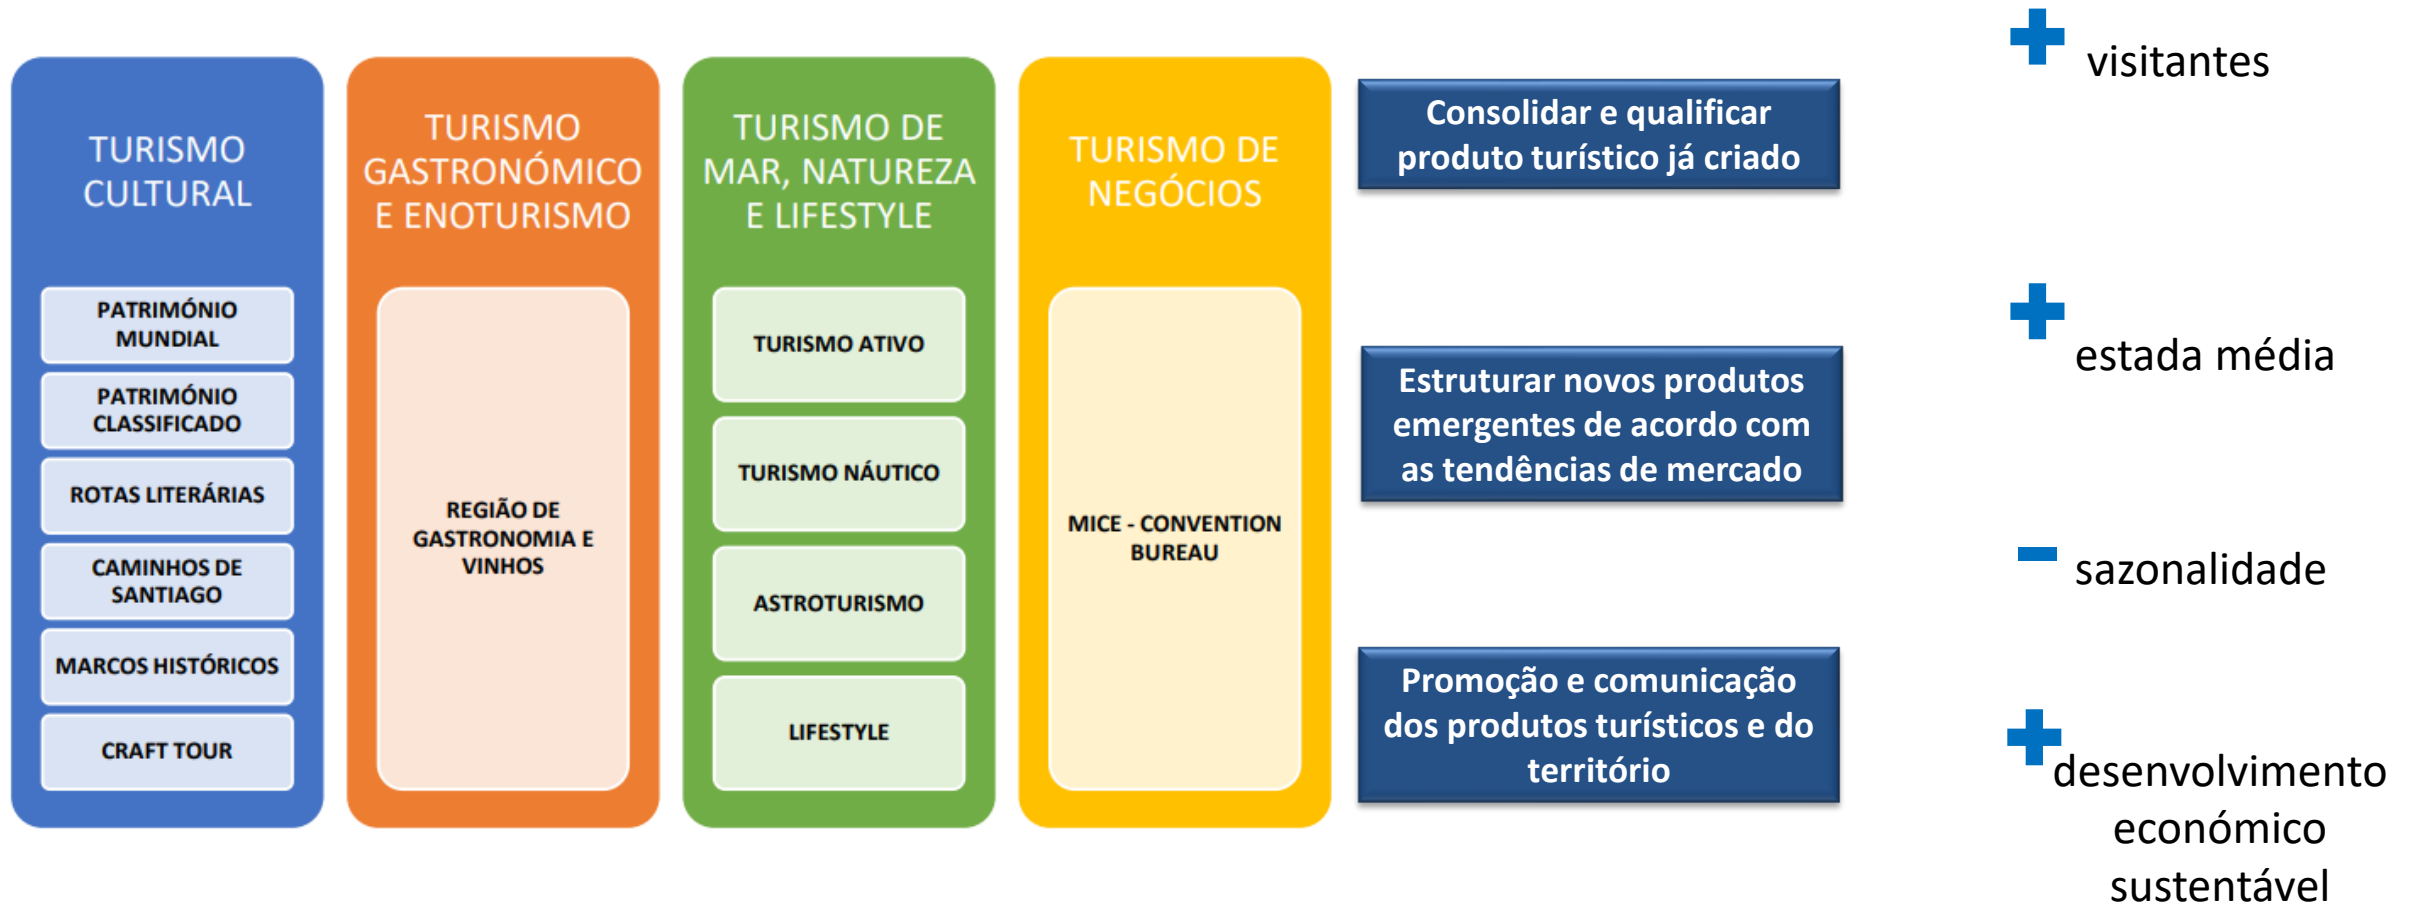 TURISMO
CULTURAL
PATRIMÓNIO
MUNDIAL
PATRIMÓNIO
CLASSIFICADO
ROTAS LITERÁRIAS
CAMINHOS DE
SANTIAGO
MARCOS HISTÓRICOS
CRAFT TOUR
TURISMO
GASTRONÓMICO
E ENOTURISMO
REGIÃO DE
GASTRONOMIA E
VINHOS
TURISMO DE
MAR, NATUREZA
E LIFESTYLE
TURISMO ATIVO
TURISMO NÁUTICO
ASTROTURISMO
LIFESTYLE
TURISMO DE
NEGÓCIOS
MICE - CONVENTION
BUREAU
Consolidar e qualificar
produto turístico já criado
Estruturar novos produtos
emergentes de acordo com
as tendências de mercado
Promoção e comunicação
dos produtos turísticos e do
território
+ visitantes
+ estada média
- sazonalidade
+ desenvolvimento
económico
sustentável